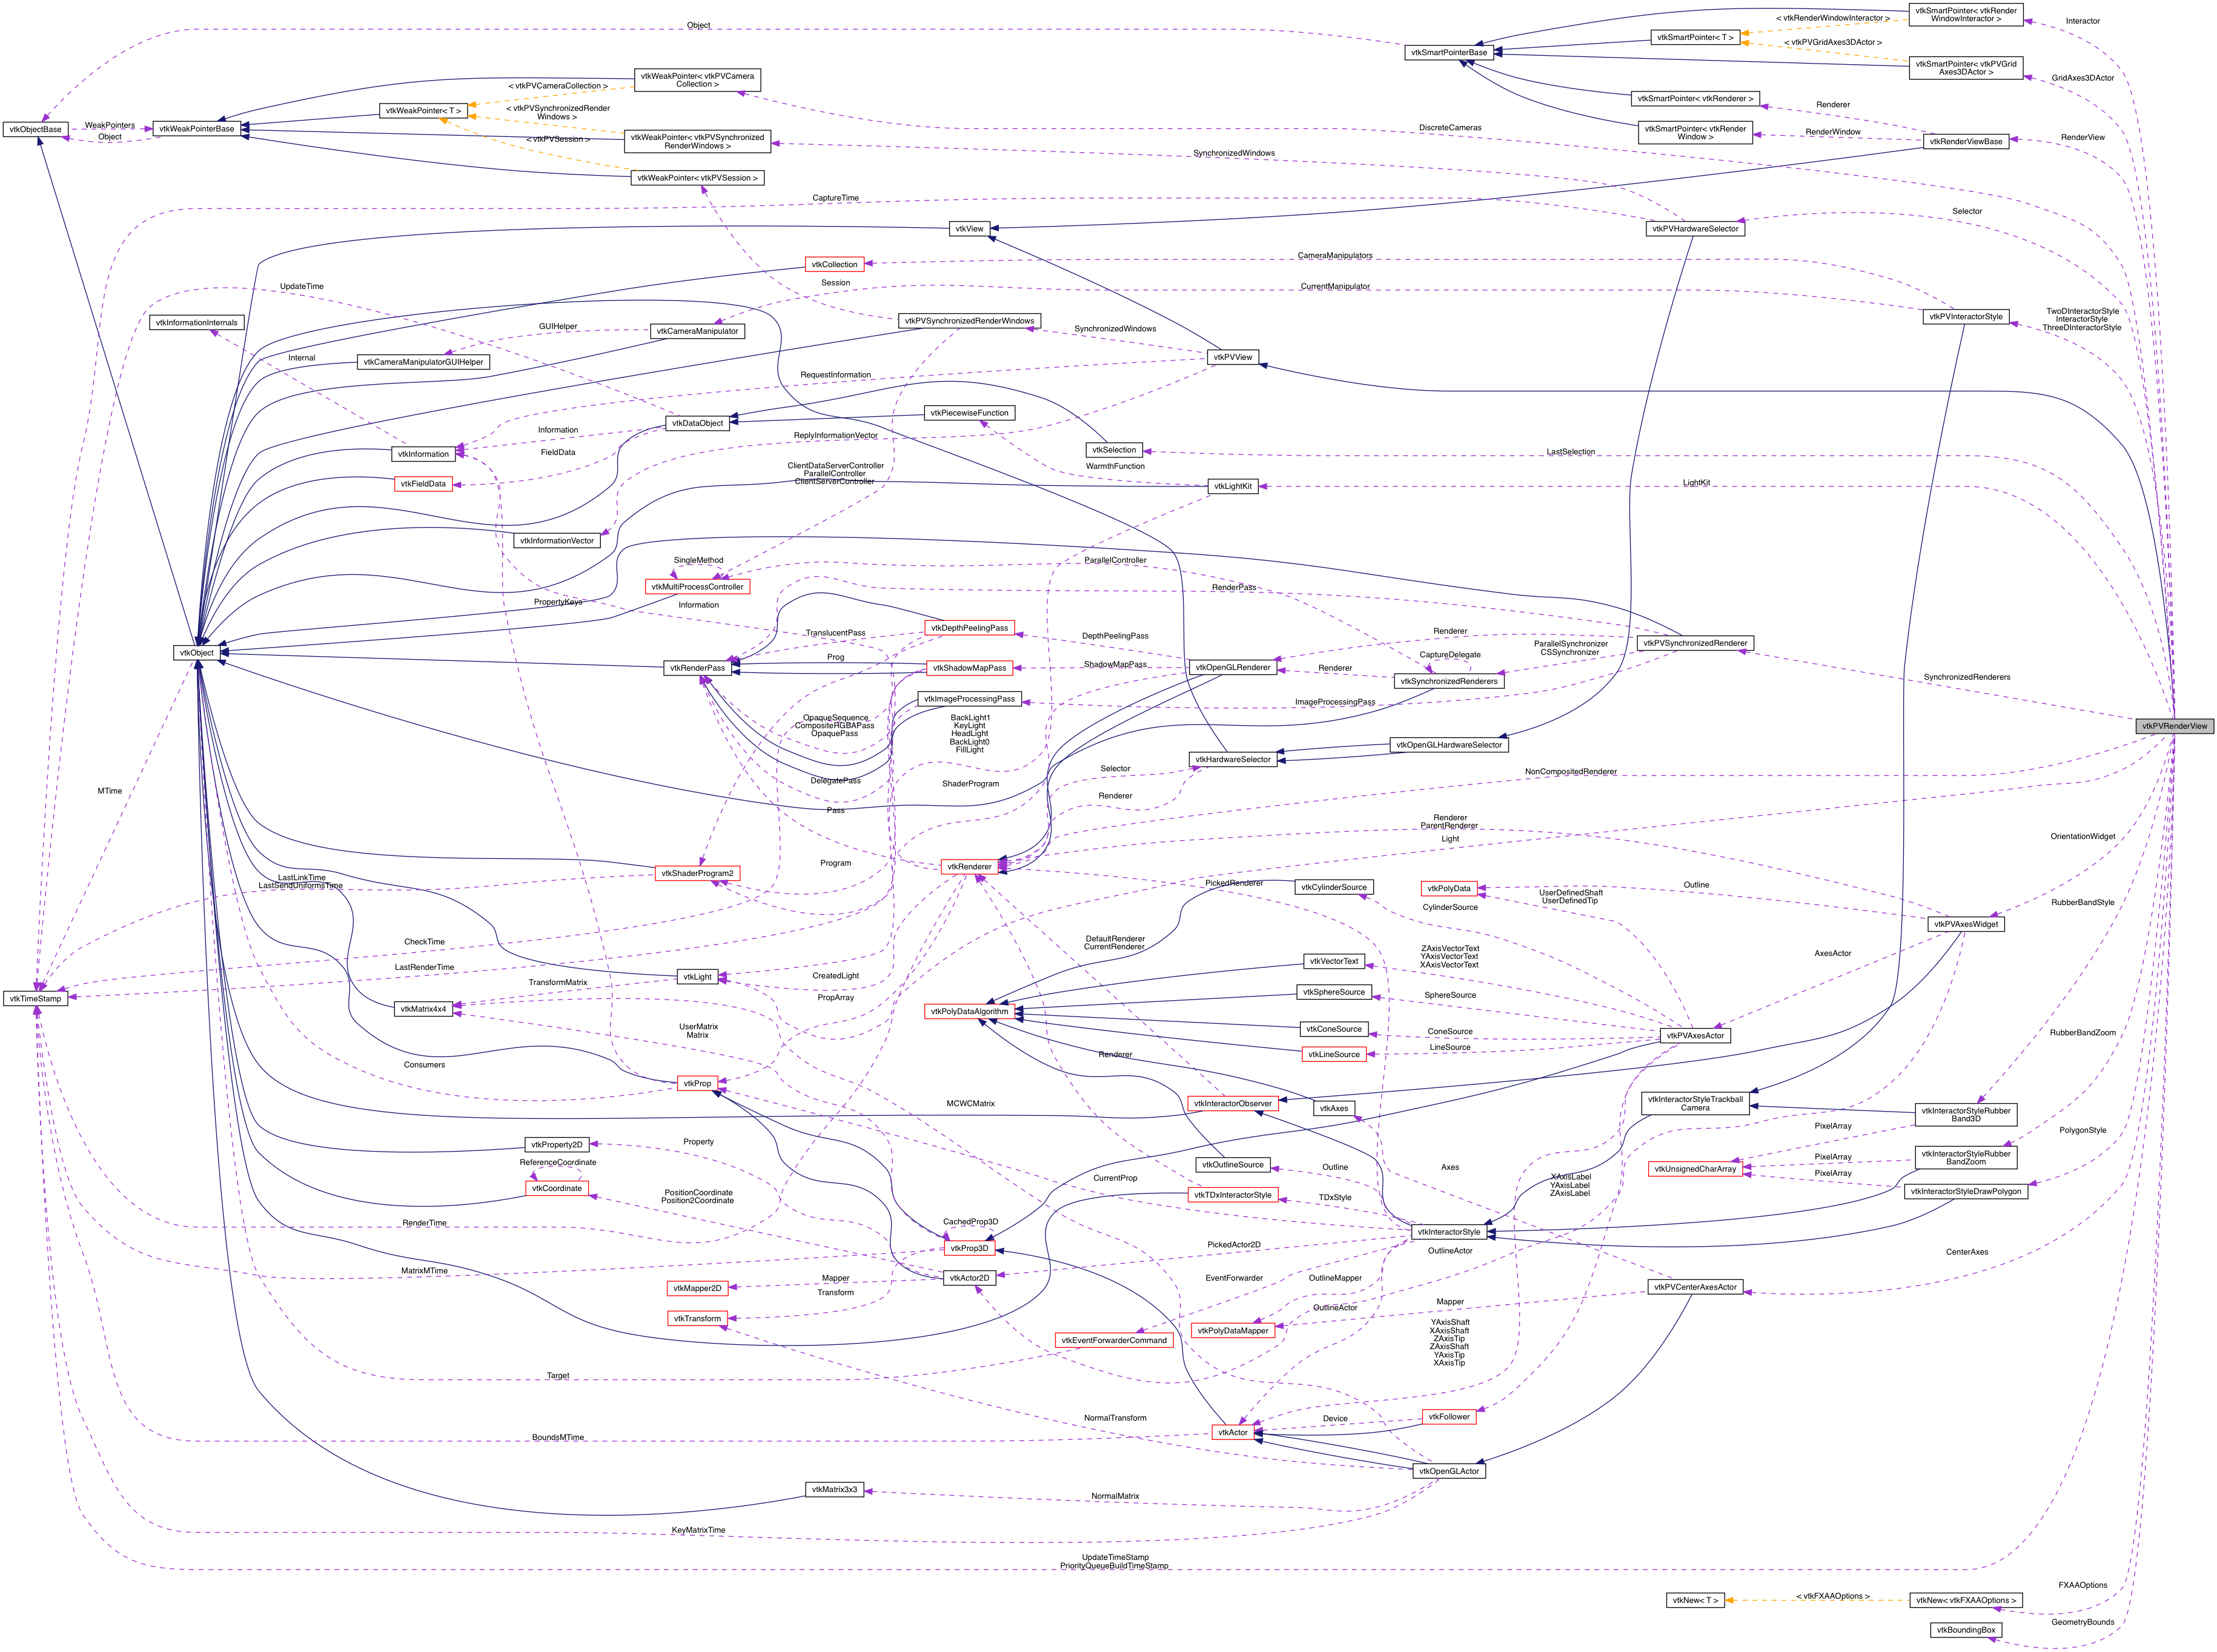 Object
vtkSmartPointer< vtkRender
WindowInteractor >
Interactor
< vtkRenderWindowInteractor >
vtkSmartPointer< T >
< vtkPVGridAxes3DActor >
vtkSmartPointerBase
vtkSmartPointer< vtkPVGrid
Axes3DActor >
GridAxes3DActor
vtkWeakPointer< vtkPVCamera
Collection >
< vtkPVCameraCollection >
vtkSmartPointer< vtkRenderer >
Renderer
vtkWeakPointer< T >
< vtkPVSynchronizedRender
Windows >
vtkObjectBase
WeakPointers
Object
vtkWeakPointerBase
vtkWeakPointer< vtkPVSynchronized
RenderWindows >
< vtkPVSession >
DiscreteCameras
vtkSmartPointer< vtkRender
Window >
RenderWindow
vtkRenderViewBase
RenderView
SynchronizedWindows
vtkWeakPointer< vtkPVSession >
CaptureTime
Selector
vtkView
vtkPVHardwareSelector
vtkCollection
CameraManipulators
UpdateTime
Session
CurrentManipulator
vtkInformationInternals
GUIHelper
vtkCameraManipulator
vtkPVSynchronizedRenderWindows
SynchronizedWindows
vtkPVInteractorStyle
TwoDInteractorStyle
InteractorStyle
ThreeDInteractorStyle
Internal
vtkCameraManipulatorGUIHelper
RequestInformation
vtkPVView
vtkPiecewiseFunction
vtkDataObject
Information
ReplyInformationVector
vtkInformation
FieldData
vtkSelection
LastSelection
WarmthFunction
ClientDataServerController
ParallelController
ClientServerController
vtkFieldData
vtkLightKit
LightKit
vtkInformationVector
SingleMethod
ParallelController
vtkMultiProcessController
RenderPass
PropertyKeys
Information
vtkDepthPeelingPass
TranslucentPass
DepthPeelingPass
Renderer
ParallelSynchronizer
CSSynchronizer
vtkPVSynchronizedRenderer
vtkObject
Prog
CaptureDelegate
vtkRenderPass
vtkShadowMapPass
ShadowMapPass
vtkOpenGLRenderer
Renderer
vtkSynchronizedRenderers
SynchronizedRenderers
vtkImageProcessingPass
ImageProcessingPass
OpaqueSequence
CompositeRGBAPass
OpaquePass
BackLight1
KeyLight
HeadLight
BackLight0
FillLight
vtkPVRenderView
vtkOpenGLHardwareSelector
vtkHardwareSelector
Selector
NonCompositedRenderer
DelegatePass
ShaderProgram
MTime
Renderer
Pass
Renderer
ParentRenderer
Light
OrientationWidget
Program
vtkRenderer
vtkShaderProgram2
LastLinkTime
LastSendUniformsTime
PickedRenderer
vtkCylinderSource
vtkPolyData
Outline
UserDefinedShaft
UserDefinedTip
CylinderSource
RubberBandStyle
vtkPVAxesWidget
CheckTime
DefaultRenderer
CurrentRenderer
ZAxisVectorText
YAxisVectorText
XAxisVectorText
AxesActor
LastRenderTime
vtkLight
CreatedLight
vtkVectorText
TransformMatrix
vtkSphereSource
SphereSource
vtkTimeStamp
PropArray
vtkMatrix4x4
vtkPolyDataAlgorithm
vtkConeSource
ConeSource
vtkPVAxesActor
UserMatrix
Matrix
RubberBandZoom
Renderer
vtkLineSource
LineSource
Consumers
vtkProp
MCWCMatrix
vtkInteractorObserver
vtkAxes
vtkInteractorStyleTrackball
Camera
vtkInteractorStyleRubber
Band3D
PixelArray
PolygonStyle
vtkProperty2D
Property
ReferenceCoordinate
vtkOutlineSource
Outline
Axes
vtkUnsignedCharArray
PixelArray
vtkInteractorStyleRubber
BandZoom
PixelArray
CurrentProp
XAxisLabel
YAxisLabel
ZAxisLabel
vtkCoordinate
PositionCoordinate
Position2Coordinate
vtkTDxInteractorStyle
TDxStyle
vtkInteractorStyleDrawPolygon
RenderTime
CachedProp3D
vtkInteractorStyle
vtkProp3D
PickedActor2D
OutlineActor
CenterAxes
MatrixMTime
Mapper
vtkActor2D
EventForwarder
OutlineMapper
vtkMapper2D
Transform
vtkPVCenterAxesActor
vtkTransform
OutlineActor
Mapper
vtkPolyDataMapper
vtkEventForwarderCommand
YAxisShaft
XAxisShaft
ZAxisTip
ZAxisShaft
YAxisTip
XAxisTip
Target
NormalTransform
Device
vtkFollower
BoundsMTime
vtkActor
vtkOpenGLActor
vtkMatrix3x3
NormalMatrix
KeyMatrixTime
UpdateTimeStamp
PriorityQueueBuildTimeStamp
FXAAOptions
vtkNew< T >
< vtkFXAAOptions >
vtkNew< vtkFXAAOptions >
GeometryBounds
vtkBoundingBox